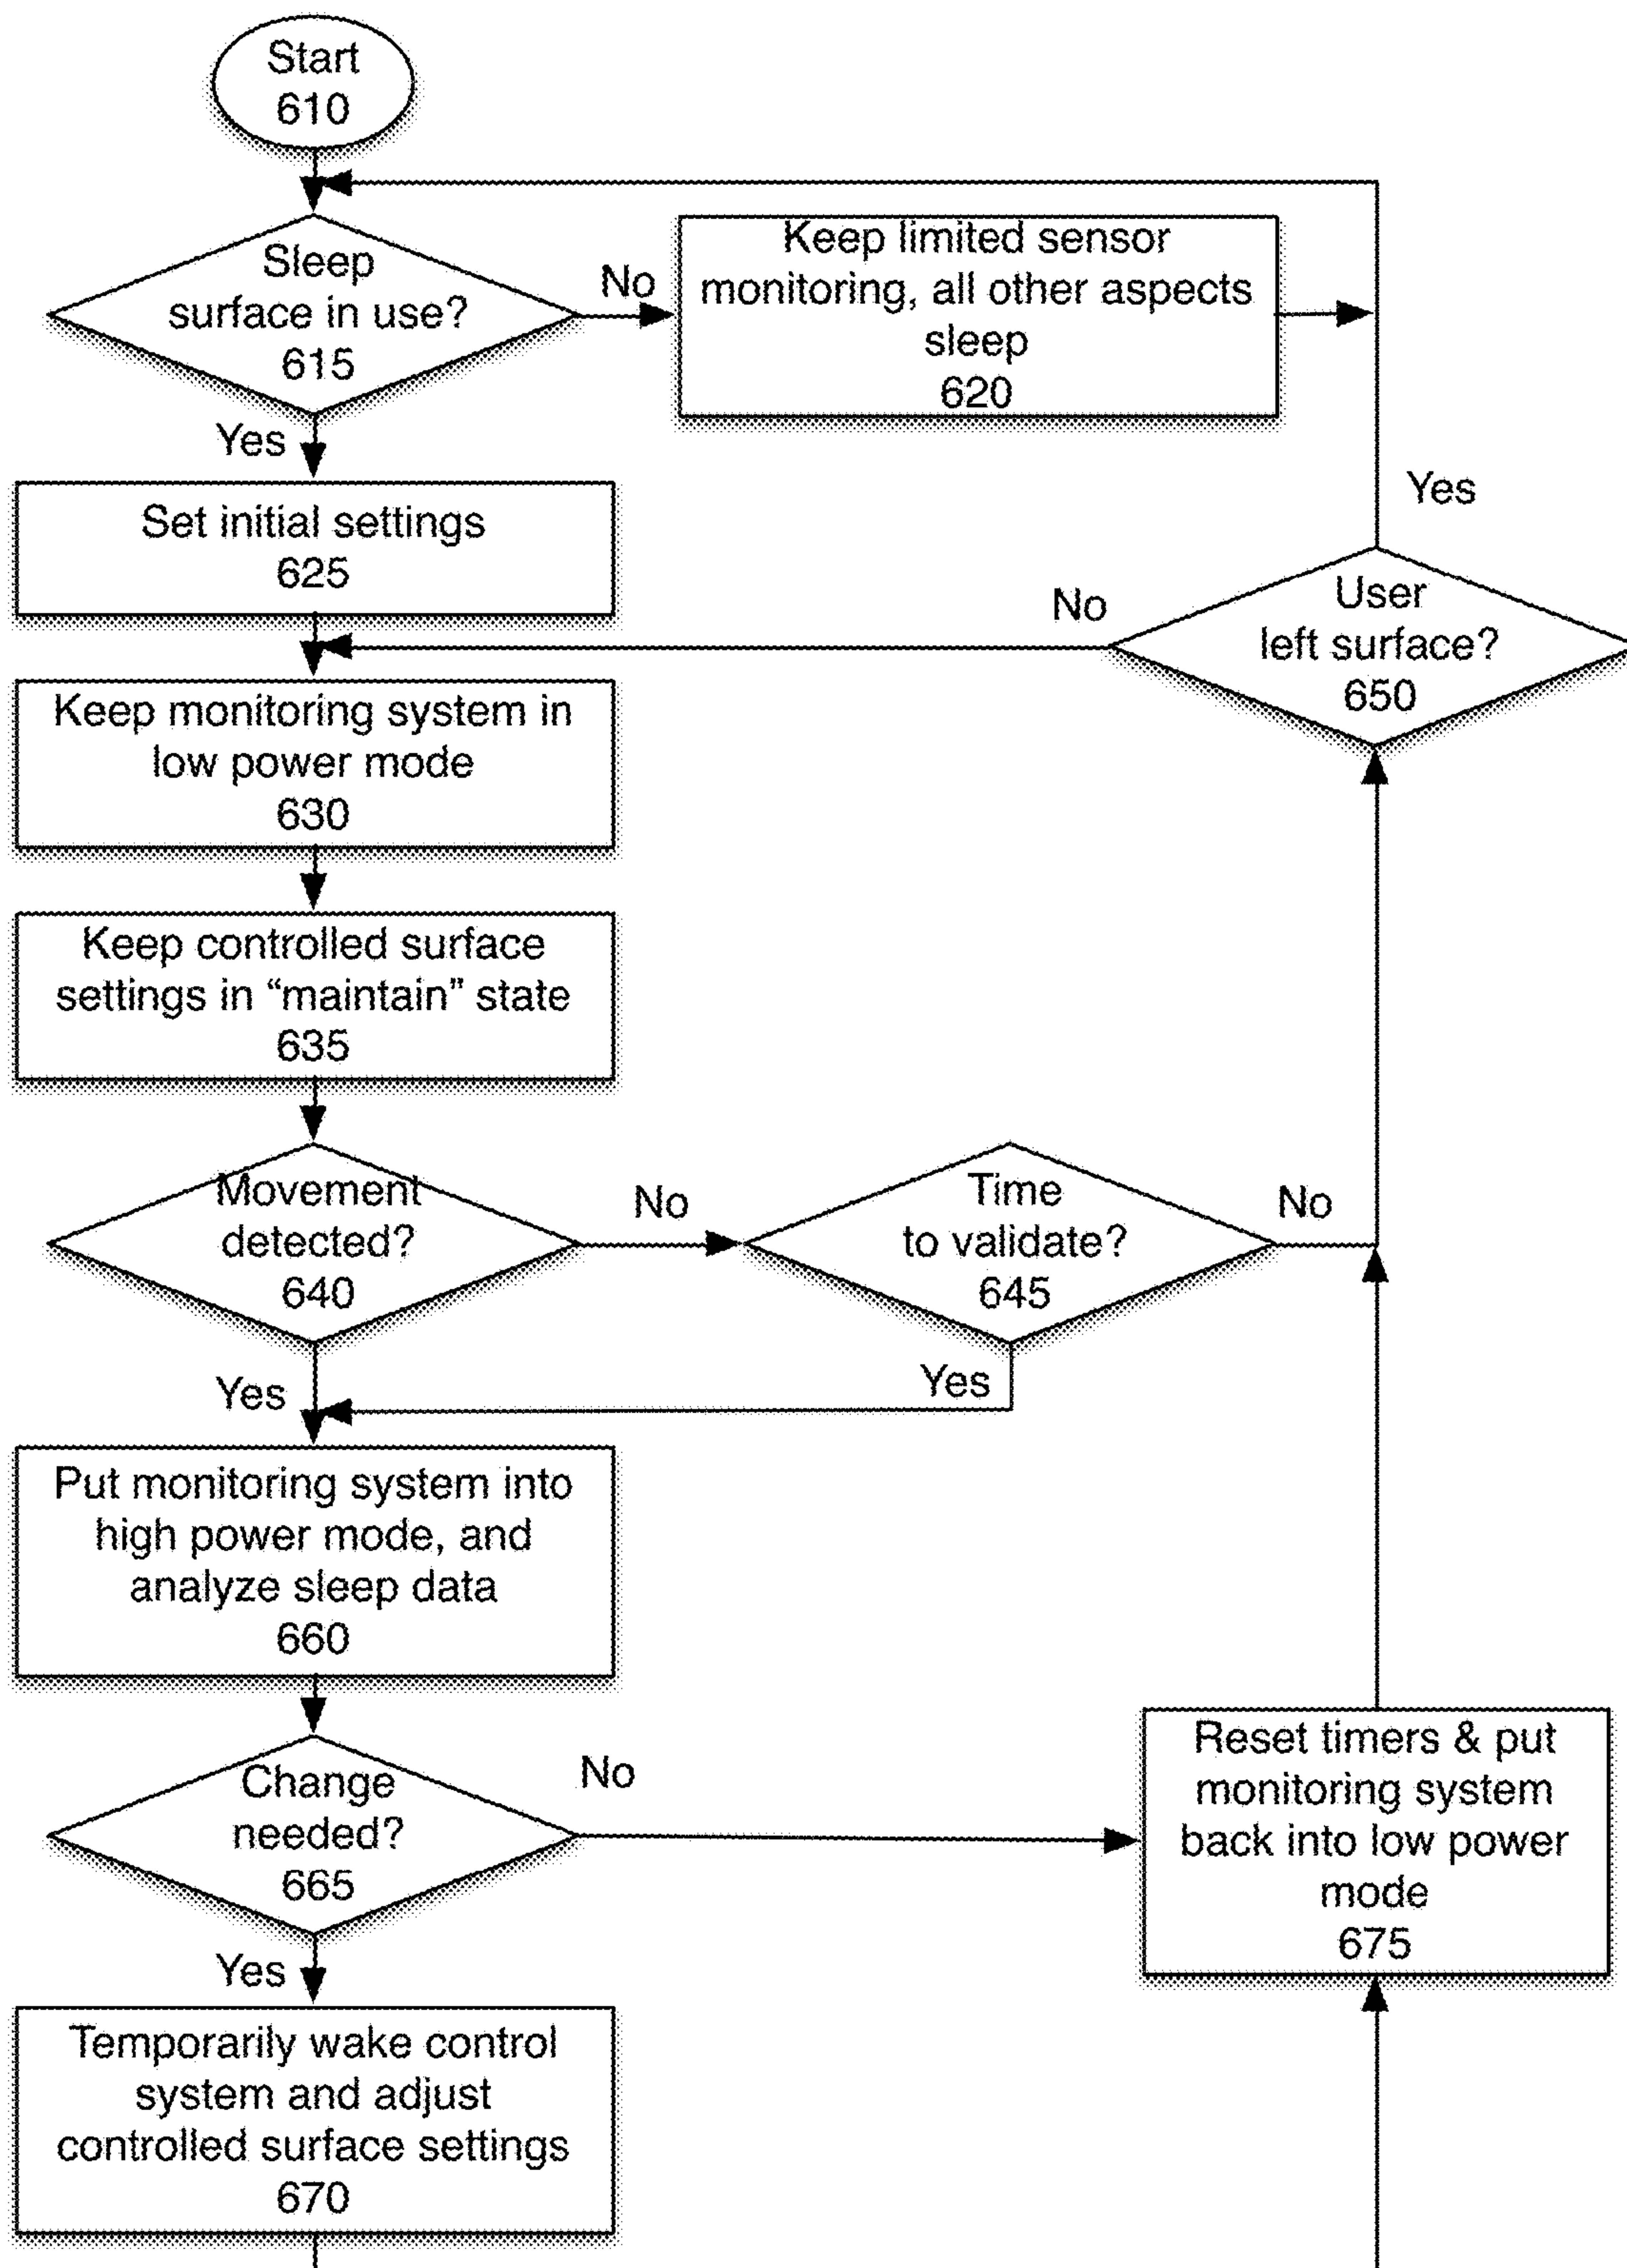 Start
610
Sleep
surface in use?
615
No
Keep limited sensor
monitoring, all other aspects
sleep
620
Yes
Set initial settings
625
Yes
User
left surface?
650
No
Keep monitoring system in
low power mode
630
Keep controlled surface
settings in “maintain” state
635
Movement
detected?
640
No
Time
to validate?
645
No
Yes
Yes
Put monitoring system into
high power mode, and
analyze sleep data
660
Change
needed?
665
No
Reset timers & put
monitoring system
back into low power
mode
675
Yes
Temporarily wake control
system and adjust
controlled surface settings
670